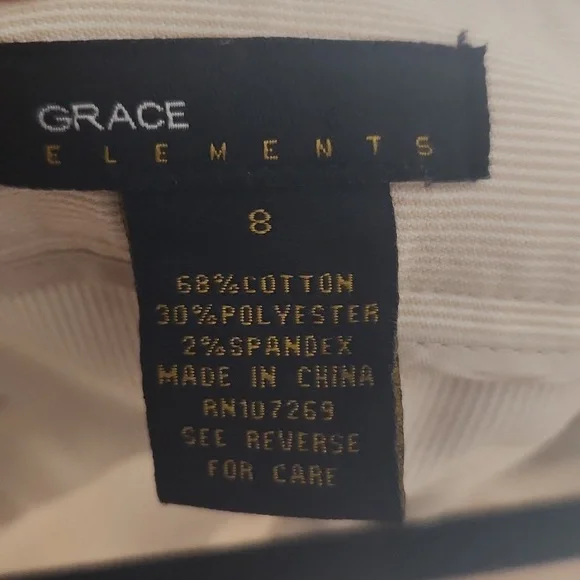 GRACE
ELEMENTS
8
68%COTTON
30%POLYESTER
2%SPANDEX
MADE IN CHINA
RN107269
SEE REVERSE
FOR CARE